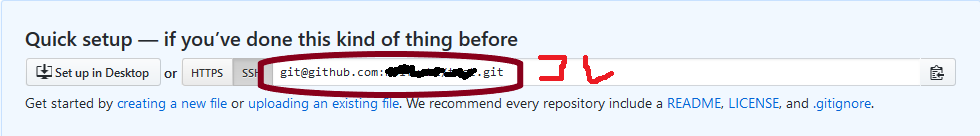 Quick setup — if you've done this kind of thing before
Set up in Desktop or HTTPS SSH git@github.com: .git コレ
Get started by creating a new file or uploading an existing file. We recommend every repository include a README, LICENSE, and .gitignore.